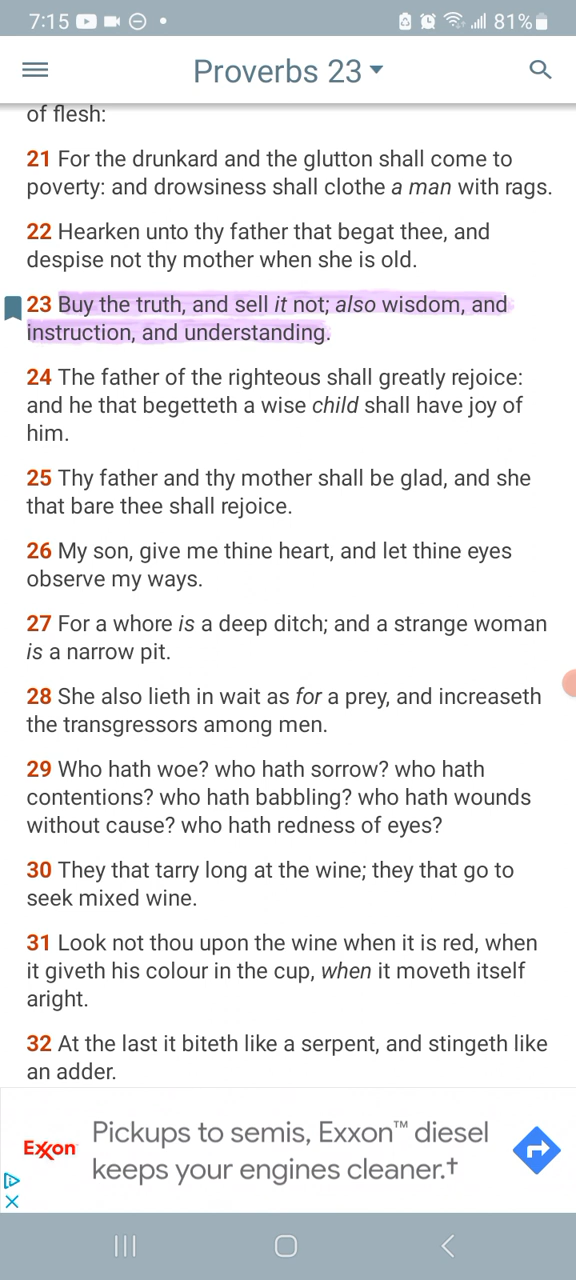 7:15
81%
Proverbs 23
of flesh:
21 For the drunkard and the glutton shall come to
poverty: and drowsiness shall clothe a man with rags.
22 Hearken unto thy father that begat thee, and
despise not thy mother when she is old.
23 Buy the truth, and sell it not; also wisdom, and
instruction, and understanding.
24 The father of the righteous shall greatly rejoice:
and he that begetteth a wise child shall have joy of
him.
25 Thy father and thy mother shall be glad, and she
that bare thee shall rejoice.
26 My son, give me thine heart, and let thine eyes
observe my ways.
27 For a whore is a deep ditch; and a strange woman
is a narrow pit.
28 She also lieth in wait as for a prey, and increaseth
the transgressors among men.
29 Who hath woe? who hath sorrow? who hath
contentions? who hath babbling? who hath wounds
without cause? who hath redness of eyes?
30 They that tarry long at the wine; they that go to
seek mixed wine.
31 Look not thou upon the wine when it is red, when
it giveth his colour in the cup, when it moveth itself
aright.
32 At the last it biteth like a serpent, and stingeth like
an adder.
Exxon
Pickups to semis, Exxon™ diesel
keeps your engines cleaner.†